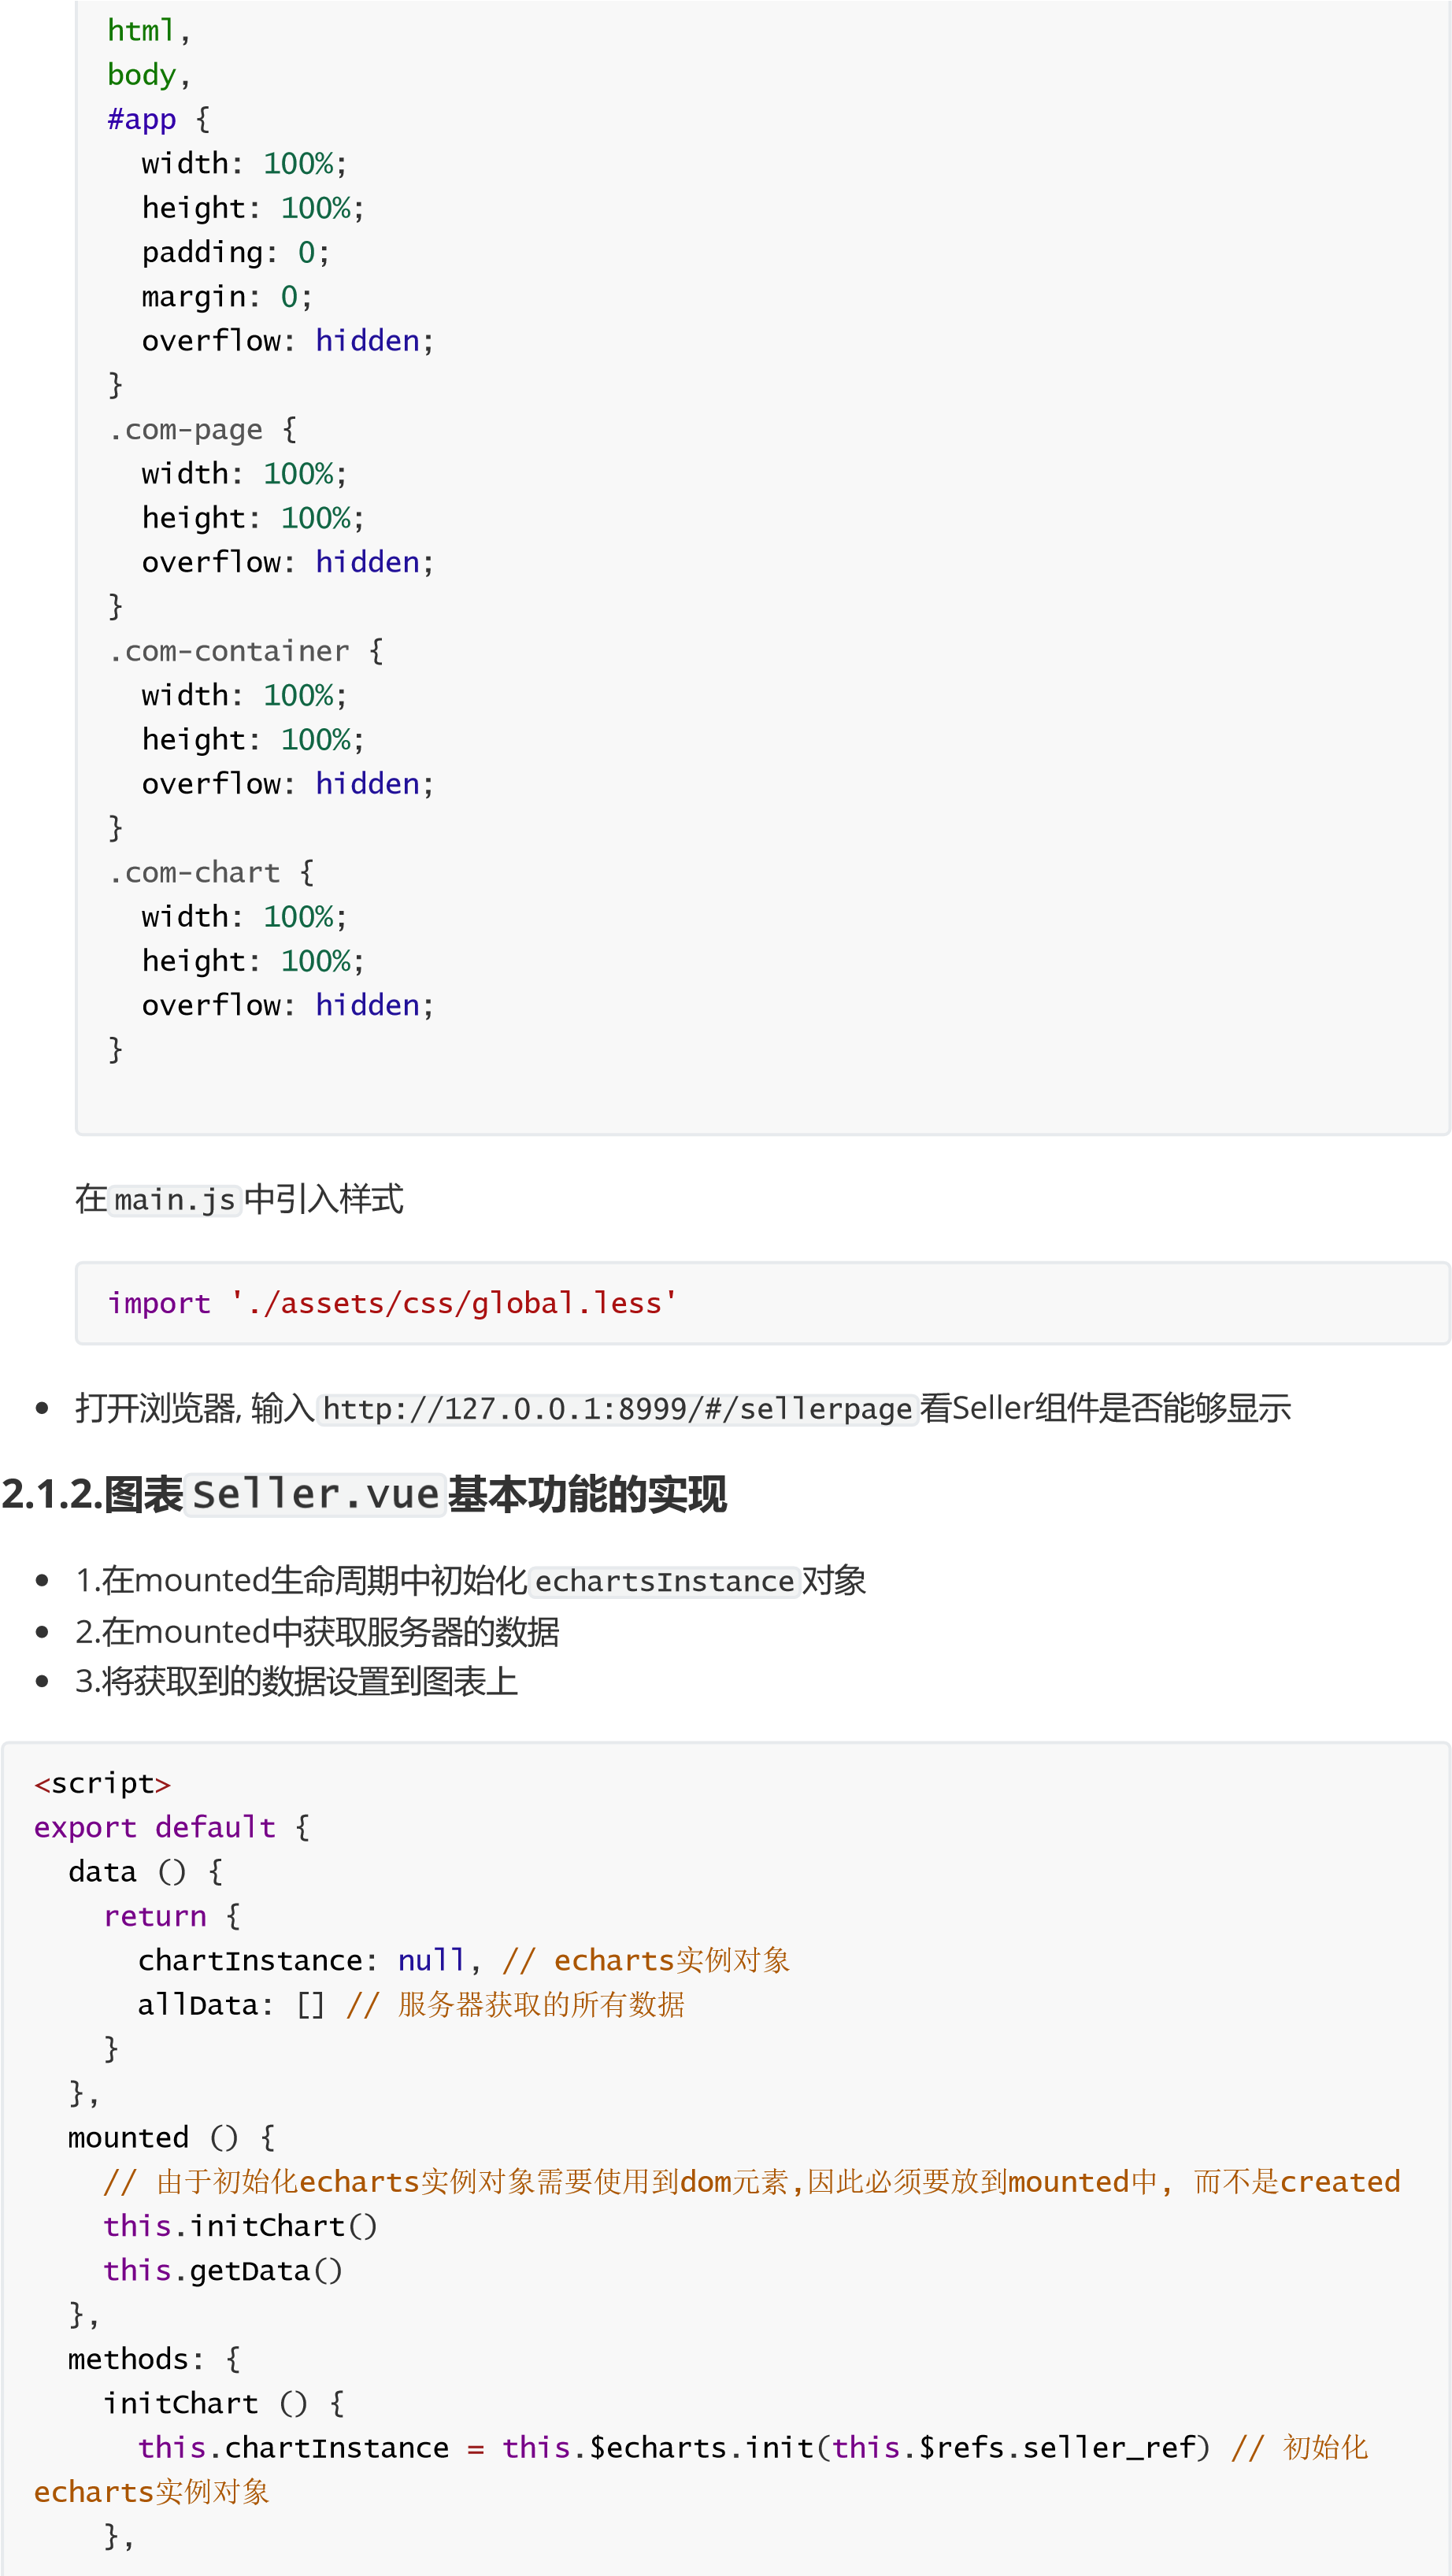 html,
body,
#app {
  width: 100%;
  height: 100%;
  padding: 0;
  margin: 0;
  overflow: hidden;
}
.com-page {
  width: 100%;
  height: 100%;
  overflow: hidden;
}
.com-container {
  width: 100%;
  height: 100%;
  overflow: hidden;
}
.com-chart {
  width: 100%;
  height: 100%;
  overflow: hidden;
}
在main.js中引入样式
import './assets/css/global.less'
• 打开浏览器, 输入http://127.0.0.1:8999/#/sellerpage看Seller组件是否能够显示
2.1.2.图表Seller.vue基本功能的实现
• 1.在mounted生命周期中初始化echartsInstance对象
• 2.在mounted中获取服务器的数据
• 3.将获取到的数据设置到图表上
<script>
export default {
  data () {
    return {
      chartInstance: null, // echarts实例对象
      allData: [] // 服务器获取的所有数据
    }
  },
  mounted () {
    // 由于初始化echarts实例对象需要使用到dom元素,因此必须要放到mounted中, 而不是created
    this.initChart()
    this.getData()
  },
  methods: {
    initChart () {
      this.chartInstance = this.$echarts.init(this.$refs.seller_ref) // 初始化
echarts实例对象
    },